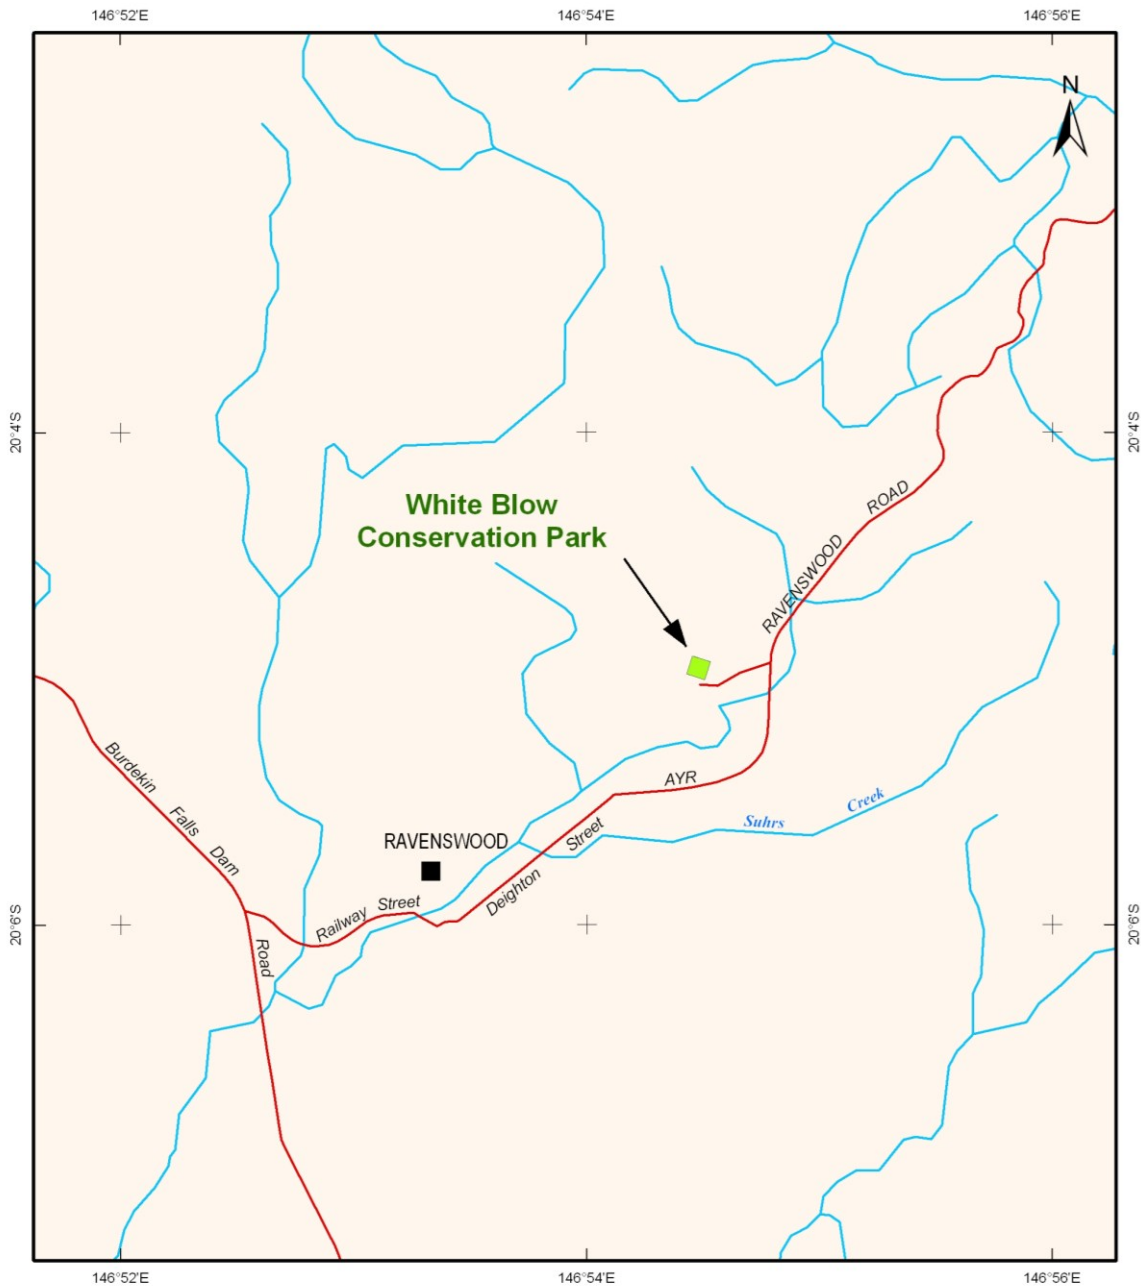 146°52'E
146°54'E
146°56'E
N
20°4'S
20°4'S
White Blow
Conservation Park
RAVENSWOOD
ROAD
Burdekin
Falls
Dam
Road
AYR
Suhrs
Creek
RAVENSWOOD
Railway
Street
Deighton
Street
20°6'S
20°6'S
146°52'E
146°54'E
146°56'E